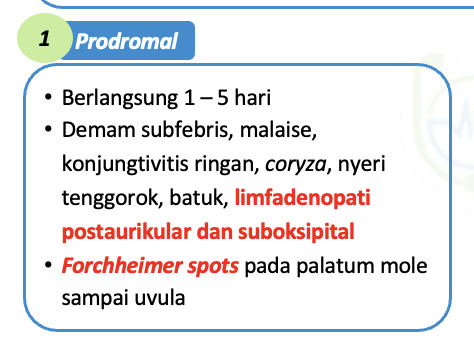 1 Prodromal
• Berlangsung 1 – 5 hari
• Demam subfebris, malaise,
konjungtivitis ringan, coryza, nyeri
tenggorok, batuk, limfadenopati
postaurikular dan suboksipital
• Forchheimer spots pada palatum mole
sampai uvula